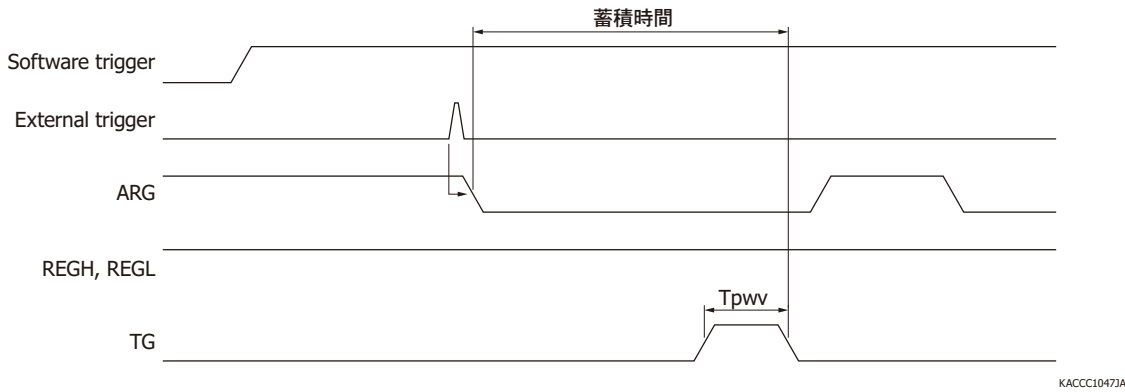 蓄積時間
Software trigger
External trigger
ARG
REGH, REGL
Tpwv
TG
KACCC1047JA